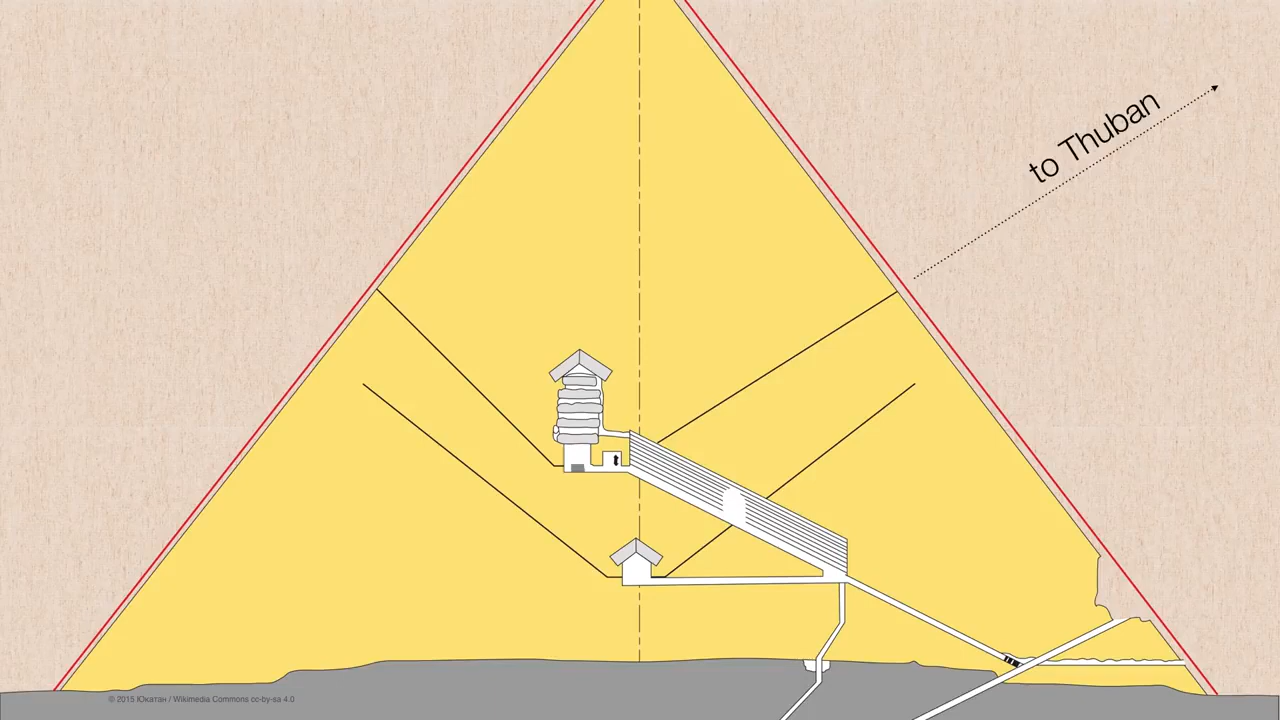 to Thuban
© 2015 Юкатан / Wikimedia Commons cc-by-sa 4.0